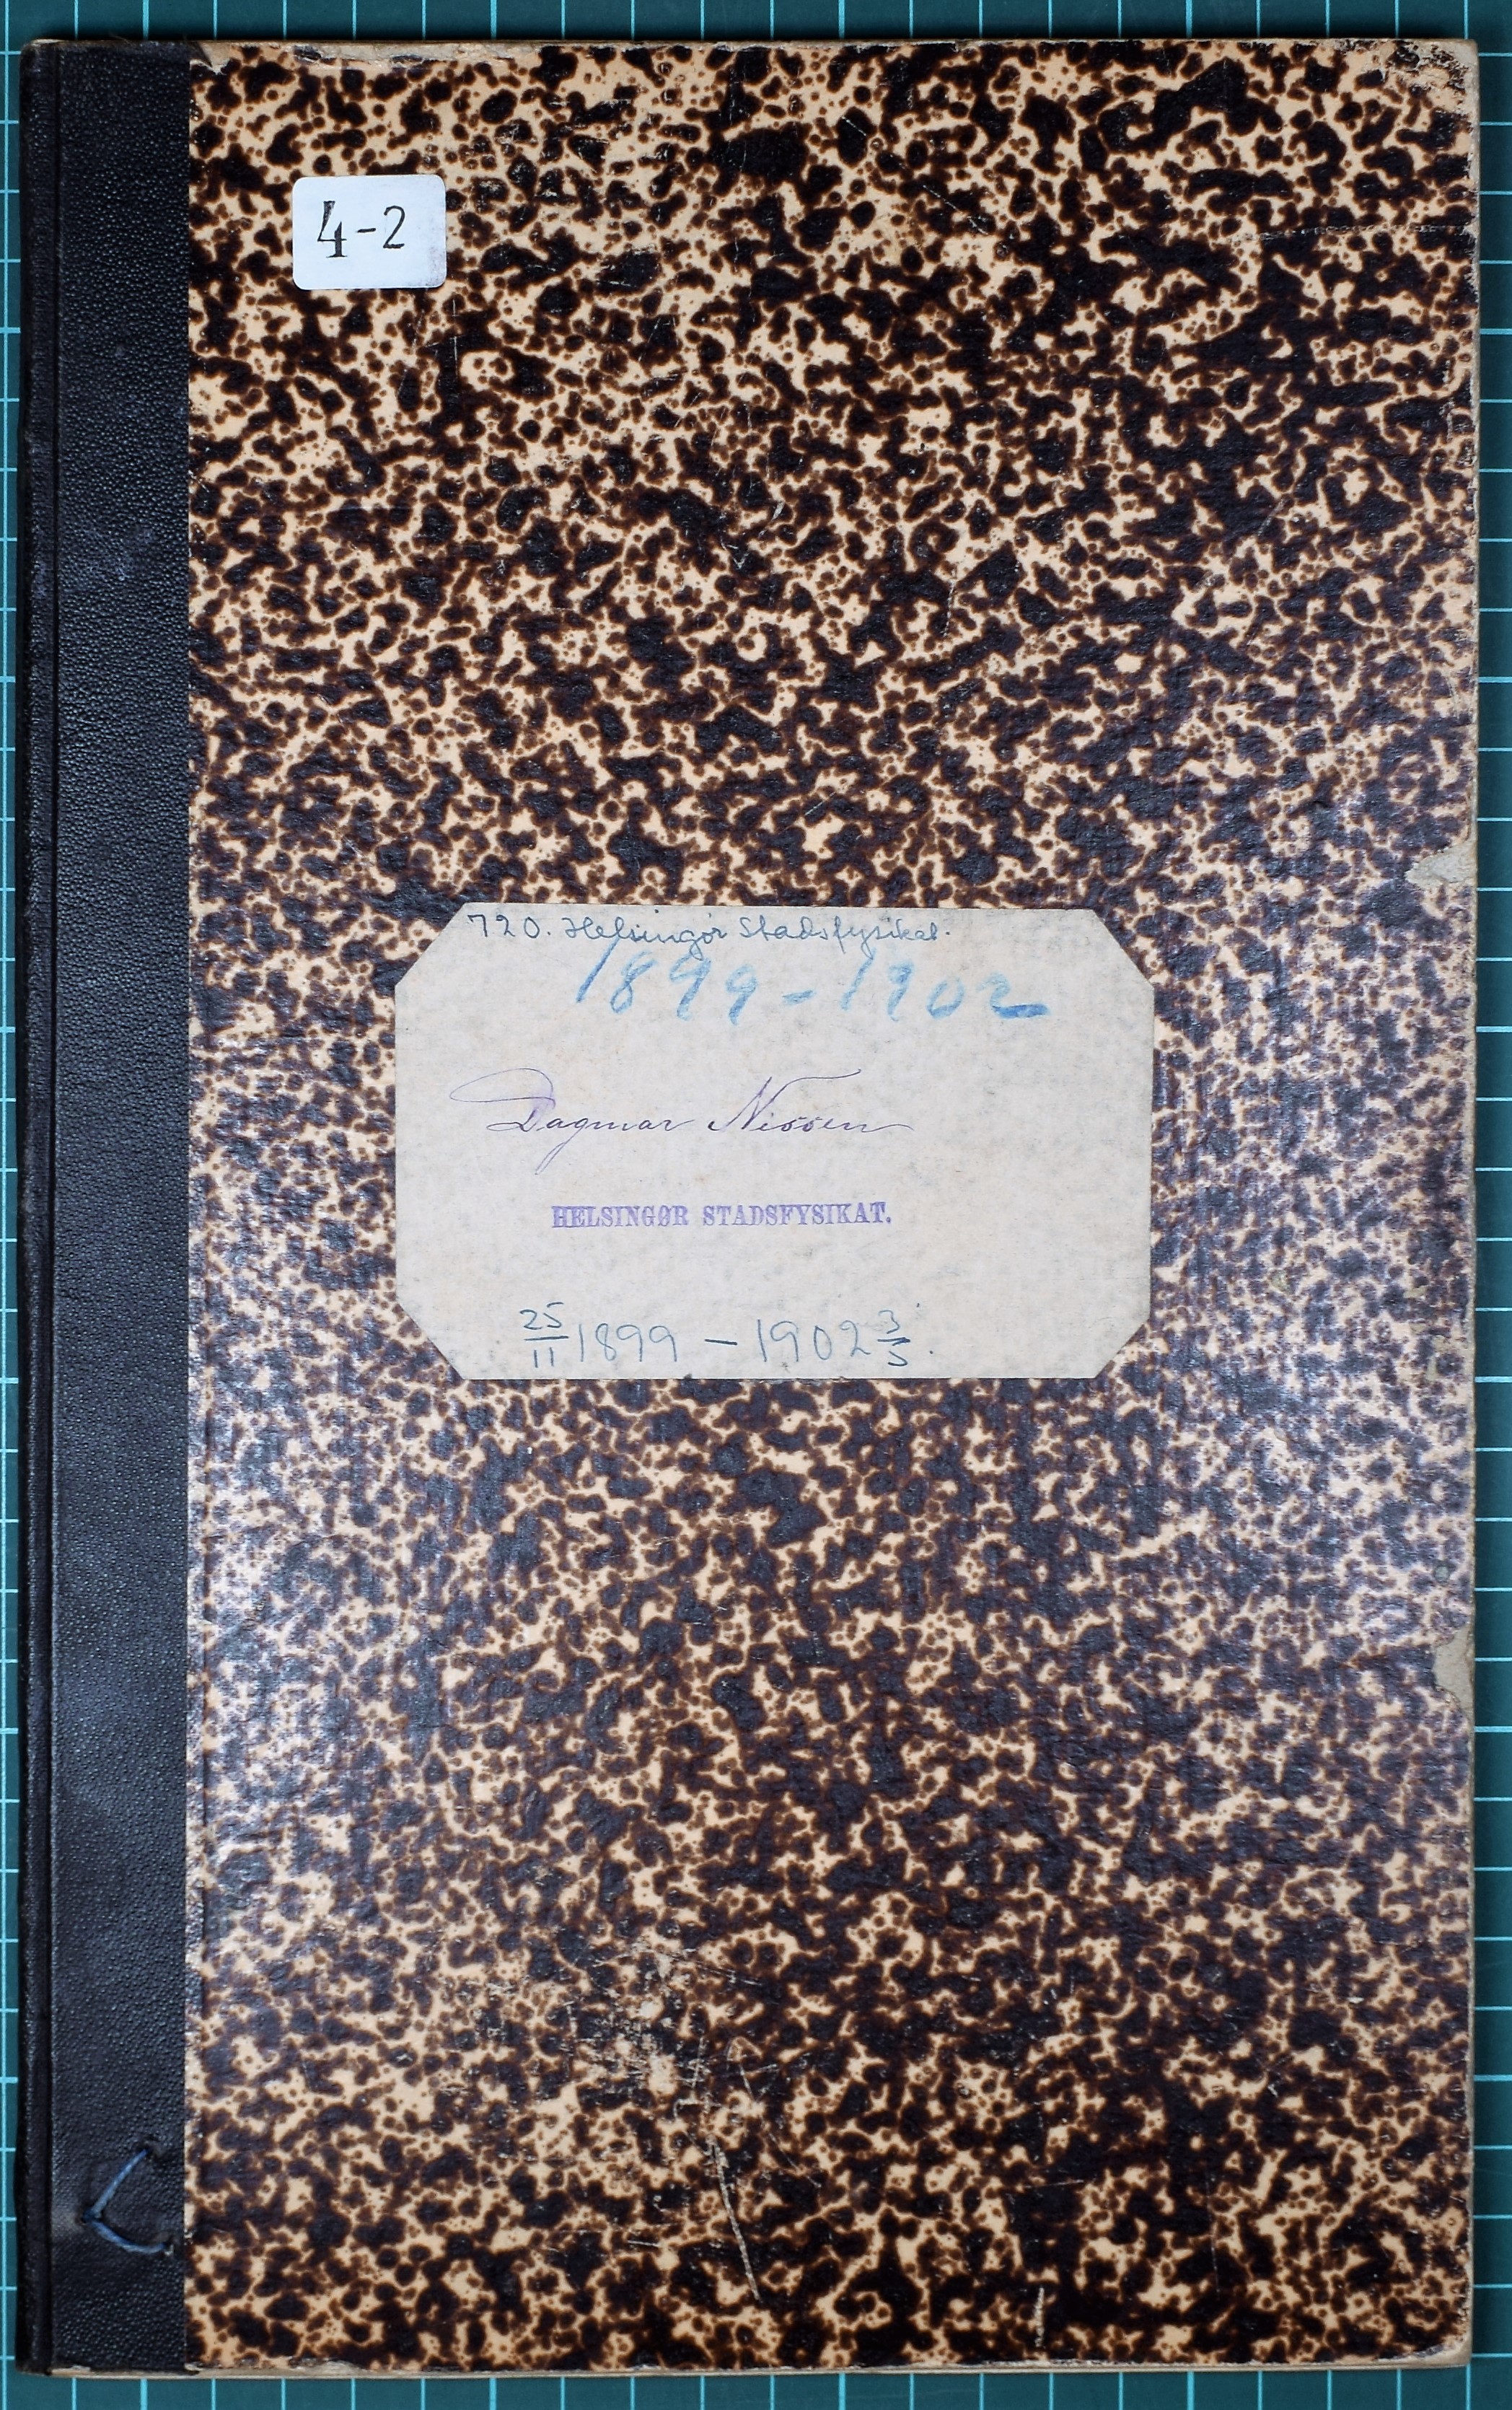 4-2
720. Helsingør Stadsfysikat.
1899-1902
Dagmar Nissen
HELSINGØR STADSFYSIKAT.
25/11 1899 - 1902 3/5.